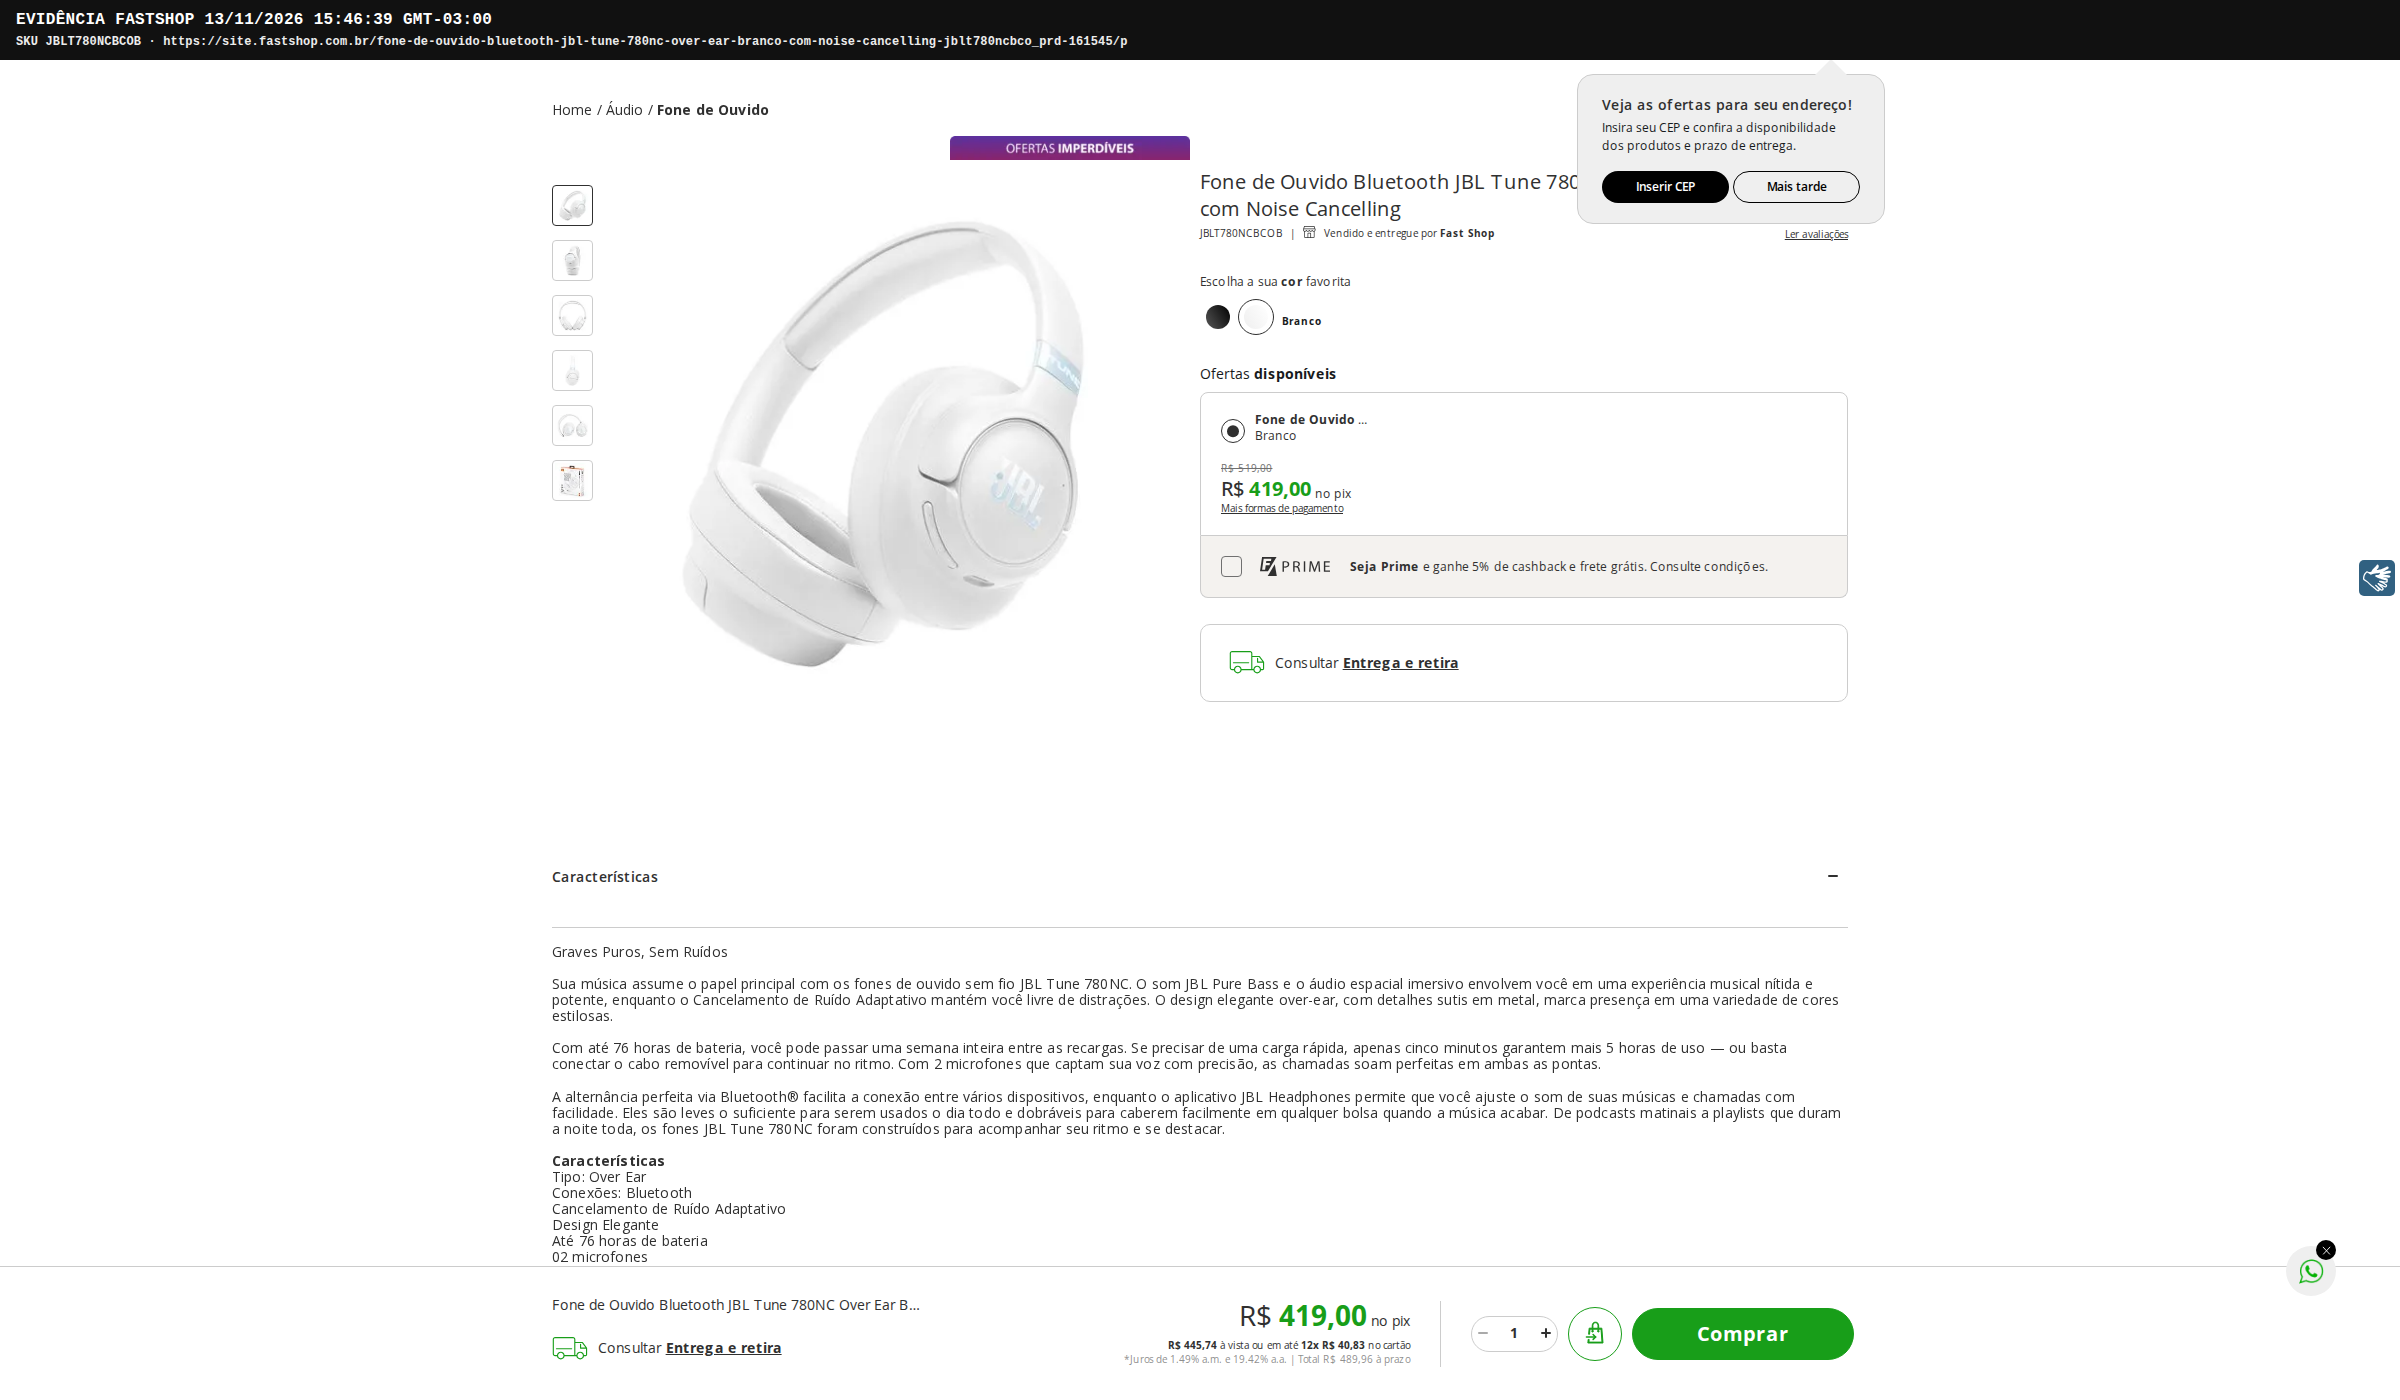 EVIDÊNCIA FASTSHOP 13/11/2026 15:46:39 GMT-03:00
SKU JBLT780NCBCOB · https://site.fastshop.com.br/fone-de-ouvido-bluetooth-jbl-tune-780nc-over-ear-branco-com-noise-cancelling-jblt780ncbco_prd-161545/p
Veja as ofertas para seu endereço!
Insira seu CEP e confira a disponibilidade
dos produtos e prazo de entrega.
Inserir CEP
Mais tarde
Home / Áudio / Fone de Ouvido
OFERTAS IMPERDÍVEIS
Fone de Ouvido Bluetooth JBL Tune 780
com Noise Cancelling
JBLT780NCBCOB | Vendido e entregue por Fast Shop
Ler avaliações
Escolha a sua cor favorita
Branco
Ofertas disponíveis
Fone de Ouvido ...
Branco
R$ 519,00
R$ 419,00 no pix
Mais formas de pagamento
PRIME
Seja Prime e ganhe 5% de cashback e frete grátis. Consulte condições.
Consultar Entrega e retira
TUNE
JBL
Características
Graves Puros, Sem Ruídos
Sua música assume o papel principal com os fones de ouvido sem fio JBL Tune 780NC. O som JBL Pure Bass e o áudio espacial imersivo envolvem você em uma experiência musical nítida e
potente, enquanto o Cancelamento de Ruído Adaptativo mantém você livre de distrações. O design elegante over-ear, com detalhes sutis em metal, marca presença em uma variedade de cores
estilosas.
Com até 76 horas de bateria, você pode passar uma semana inteira entre as recargas. Se precisar de uma carga rápida, apenas cinco minutos garantem mais 5 horas de uso — ou basta
conectar o cabo removível para continuar no ritmo. Com 2 microfones que captam sua voz com precisão, as chamadas soam perfeitas em ambas as pontas.
A alternância perfeita via Bluetooth® facilita a conexão entre vários dispositivos, enquanto o aplicativo JBL Headphones permite que você ajuste o som de suas músicas e chamadas com
facilidade. Eles são leves o suficiente para serem usados o dia todo e dobráveis para caberem facilmente em qualquer bolsa quando a música acabar. De podcasts matinais a playlists que duram
a noite toda, os fones JBL Tune 780NC foram construídos para acompanhar seu ritmo e se destacar.
Características
Tipo: Over Ear
Conexões: Bluetooth
Cancelamento de Ruído Adaptativo
Design Elegante
Até 76 horas de bateria
02 microfones
Fone de Ouvido Bluetooth JBL Tune 780NC Over Ear B...
Consultar Entrega e retira
R$ 419,00 no pix
R$ 445,74 à vista ou em até 12x R$ 40,83 no cartão
*Juros de 1.49% a.m. e 19.42% a.a. | Total R$ 489,96 à prazo
1
Comprar